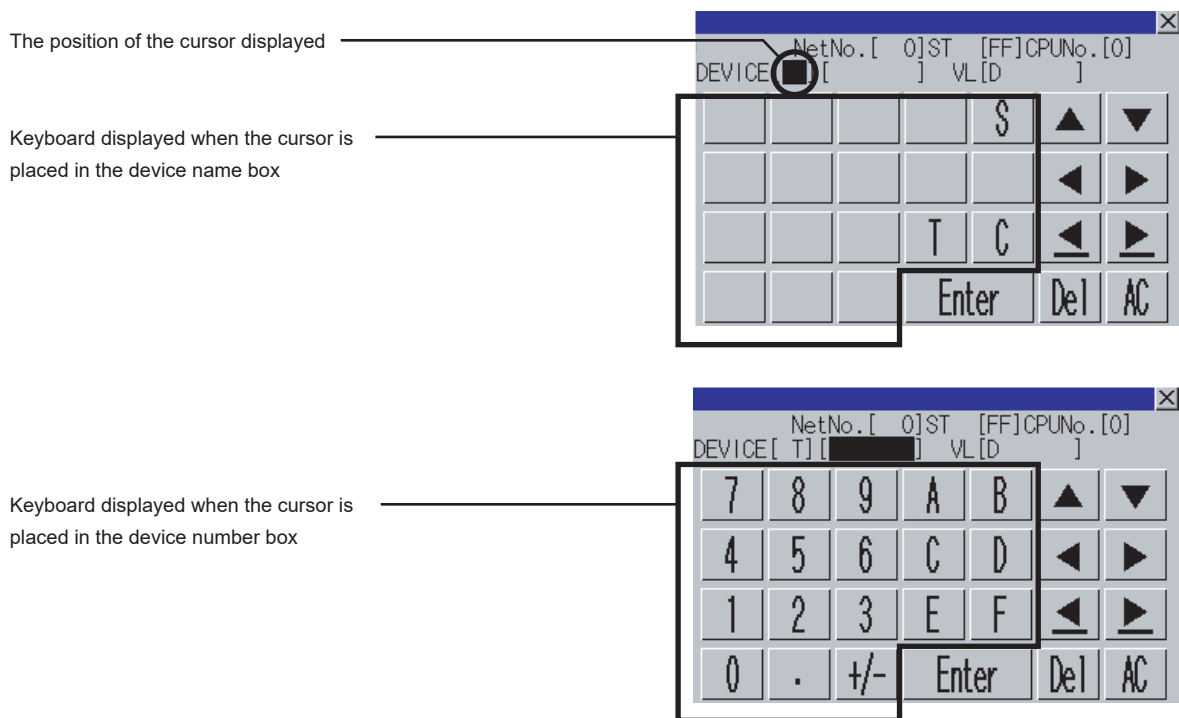 The position of the cursor displayed
×
NetNo.[ 0]ST [FF]CPUNo.[0]
DEVICE[ ][ ] VL[D ]
Keyboard displayed when the cursor is
placed in the device name box
S ▲ ▼
◀ ▶
T C ◀ ▶
Enter Del AC
×
NetNo.[ 0]ST [FF]CPUNo.[0]
DEVICE[ T][ ] VL[D ]
Keyboard displayed when the cursor is
placed in the device number box
7 8 9 A B ▲ ▼
4 5 6 C D ◀ ▶
1 2 3 E F ◀ ▶
0 . +/- Enter Del AC